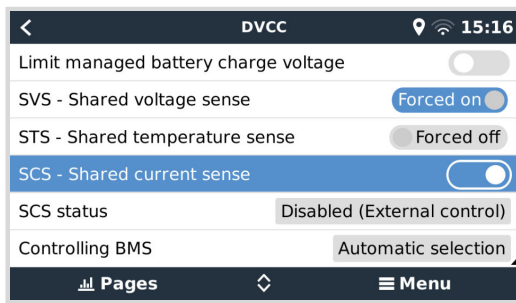 DVCC 15:16
Limit managed battery charge voltage
SVS - Shared voltage sense Forced on
STS - Shared temperature sense Forced off
SCS - Shared current sense
SCS status Disabled (External control)
Controlling BMS Automatic selection
Pages Menu